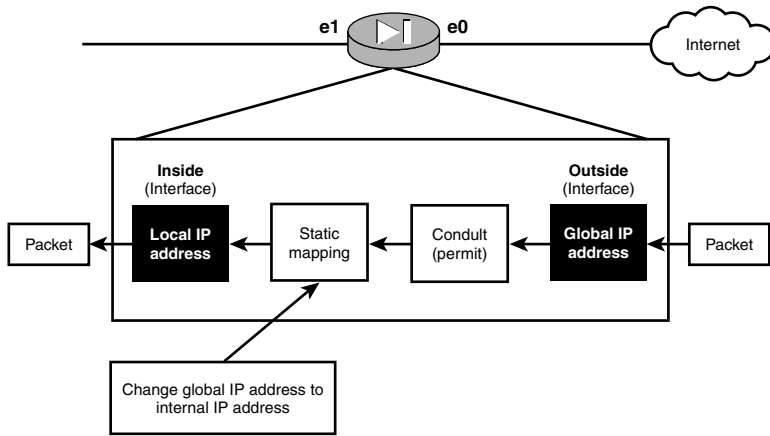 e1
e0
Internet
Inside
(Interface)
Outside
(Interface)
Packet
Local IP
address
Static
mapping
Condult
(permit)
Global IP
address
Packet
Change global IP address to
internal IP address